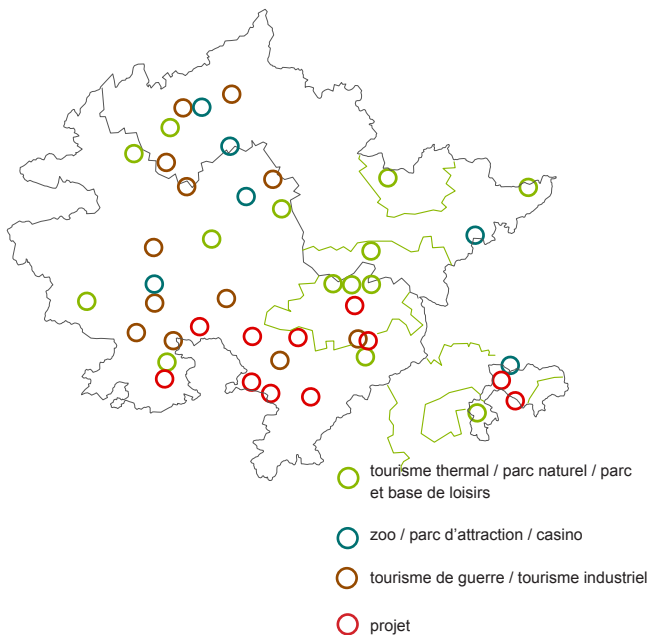 tourisme thermal / parc naturel / parc
et base de loisirs
zoo / parc d’attraction / casino
tourisme de guerre / tourisme industriel
projet